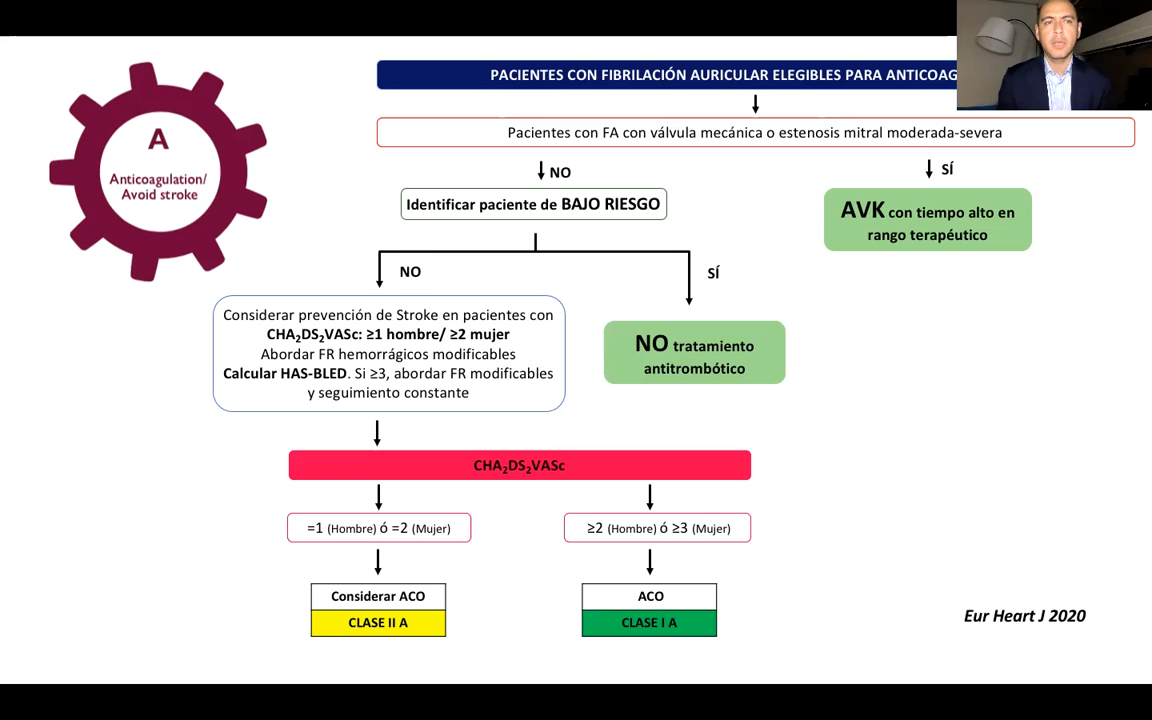 PACIENTES CON FIBRILACIÓN AURICULAR ELEGIBLES PARA
A
Anticoagulation/
Avoid stroke
Pacientes con FA con válvula mecánica o estenosis mitral moderada-severa
NO
SÍ
Identificar paciente de BAJO RIESGO
AVK con tiempo alto en
rango terapéutico
NO
SÍ
Considerar prevención de Stroke en pacientes con
CHA₂DS₂VASc: ≥1 hombre/ ≥2 mujer
Abordar FR hemorrágicos modificables
Calcular HAS-BLED. Si ≥3, abordar FR modificables
y seguimiento constante
NO tratamiento
antitrombótico
CHA₂DS₂VASc
=1 (Hombre) ó =2 (Mujer)
≥2 (Hombre) ó ≥3 (Mujer)
Considerar ACO
CLASE II A
ACO
CLASE I A
Eur Heart J 2020